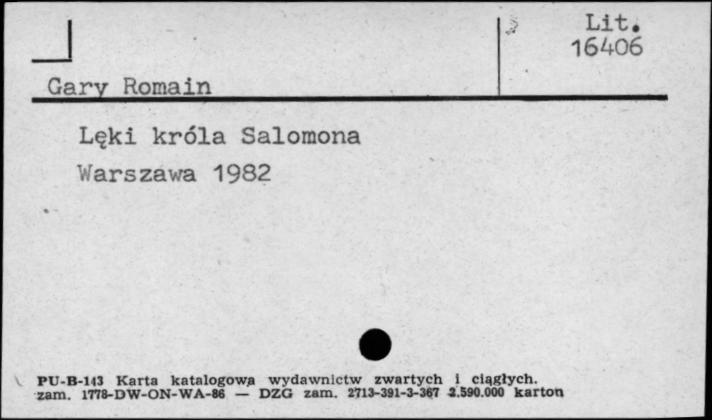 Lit.
16406
Gary Romain
Lęki króla Salomona
Warszawa 1982
PU-B-143 Karta katalogowa wydawnictw zwartych i ciągłych.
zam. 1778-DW-ON-WA-86 — DZG zam. 2713-391-3-367 2.590.000 karton